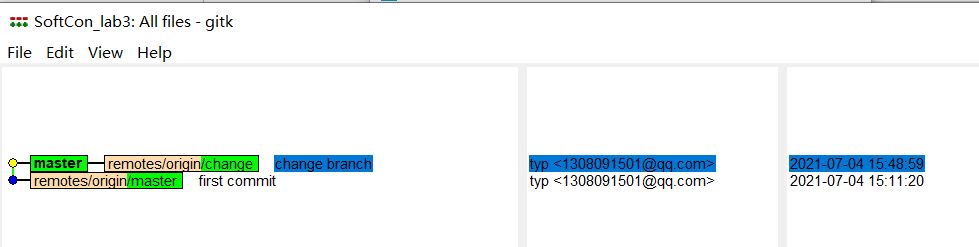 SoftCon_lab3: All files - gitk
File Edit View Help
master remotes/origin/change change branch typ <1308091501@qq.com> 2021-07-04 15:48:59
remotes/origin/master first commit typ <1308091501@qq.com> 2021-07-04 15:11:20